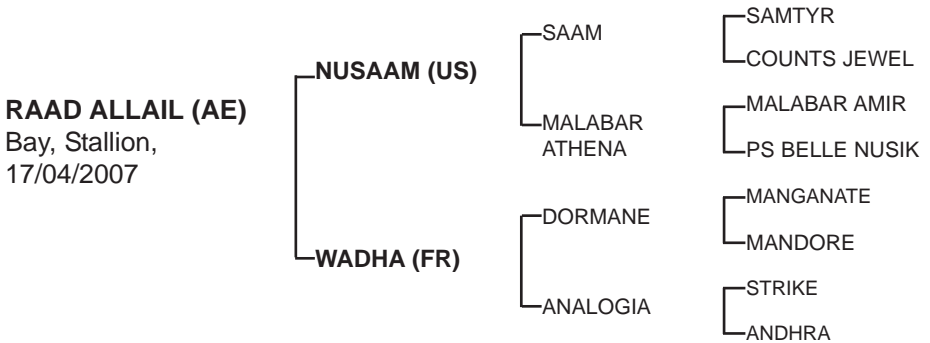 RAAD ALLAIL (AE)
Bay, Stallion,
17/04/2007
NUSAAM (US)
WADHA (FR)
SAAM
MALABAR
ATHENA
DORMANE
ANALOGIA
SAMTYR
COUNTS JEWEL
MALABAR AMIR
PS BELLE NUSIK
MANGANATE
MANDORE
STRIKE
ANDHRA